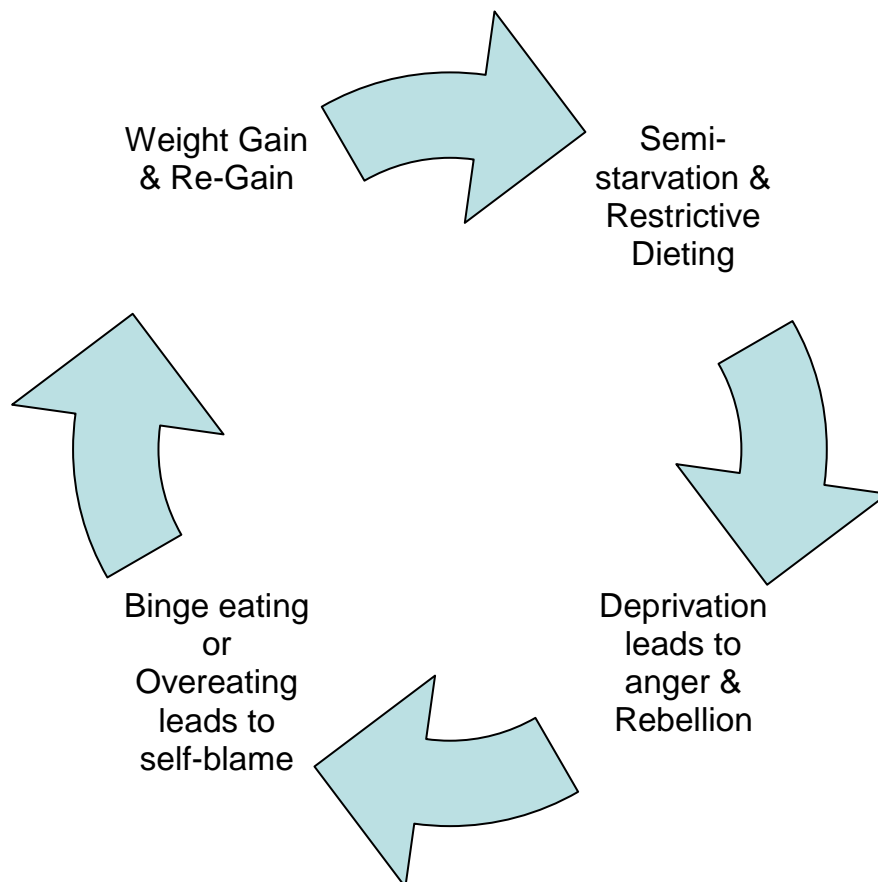 Weight Gain
& Re-Gain
Semi-
starvation &
Restrictive
Dieting
Deprivation
leads to
anger &
Rebellion
Binge eating
or
Overeating
leads to
self-blame